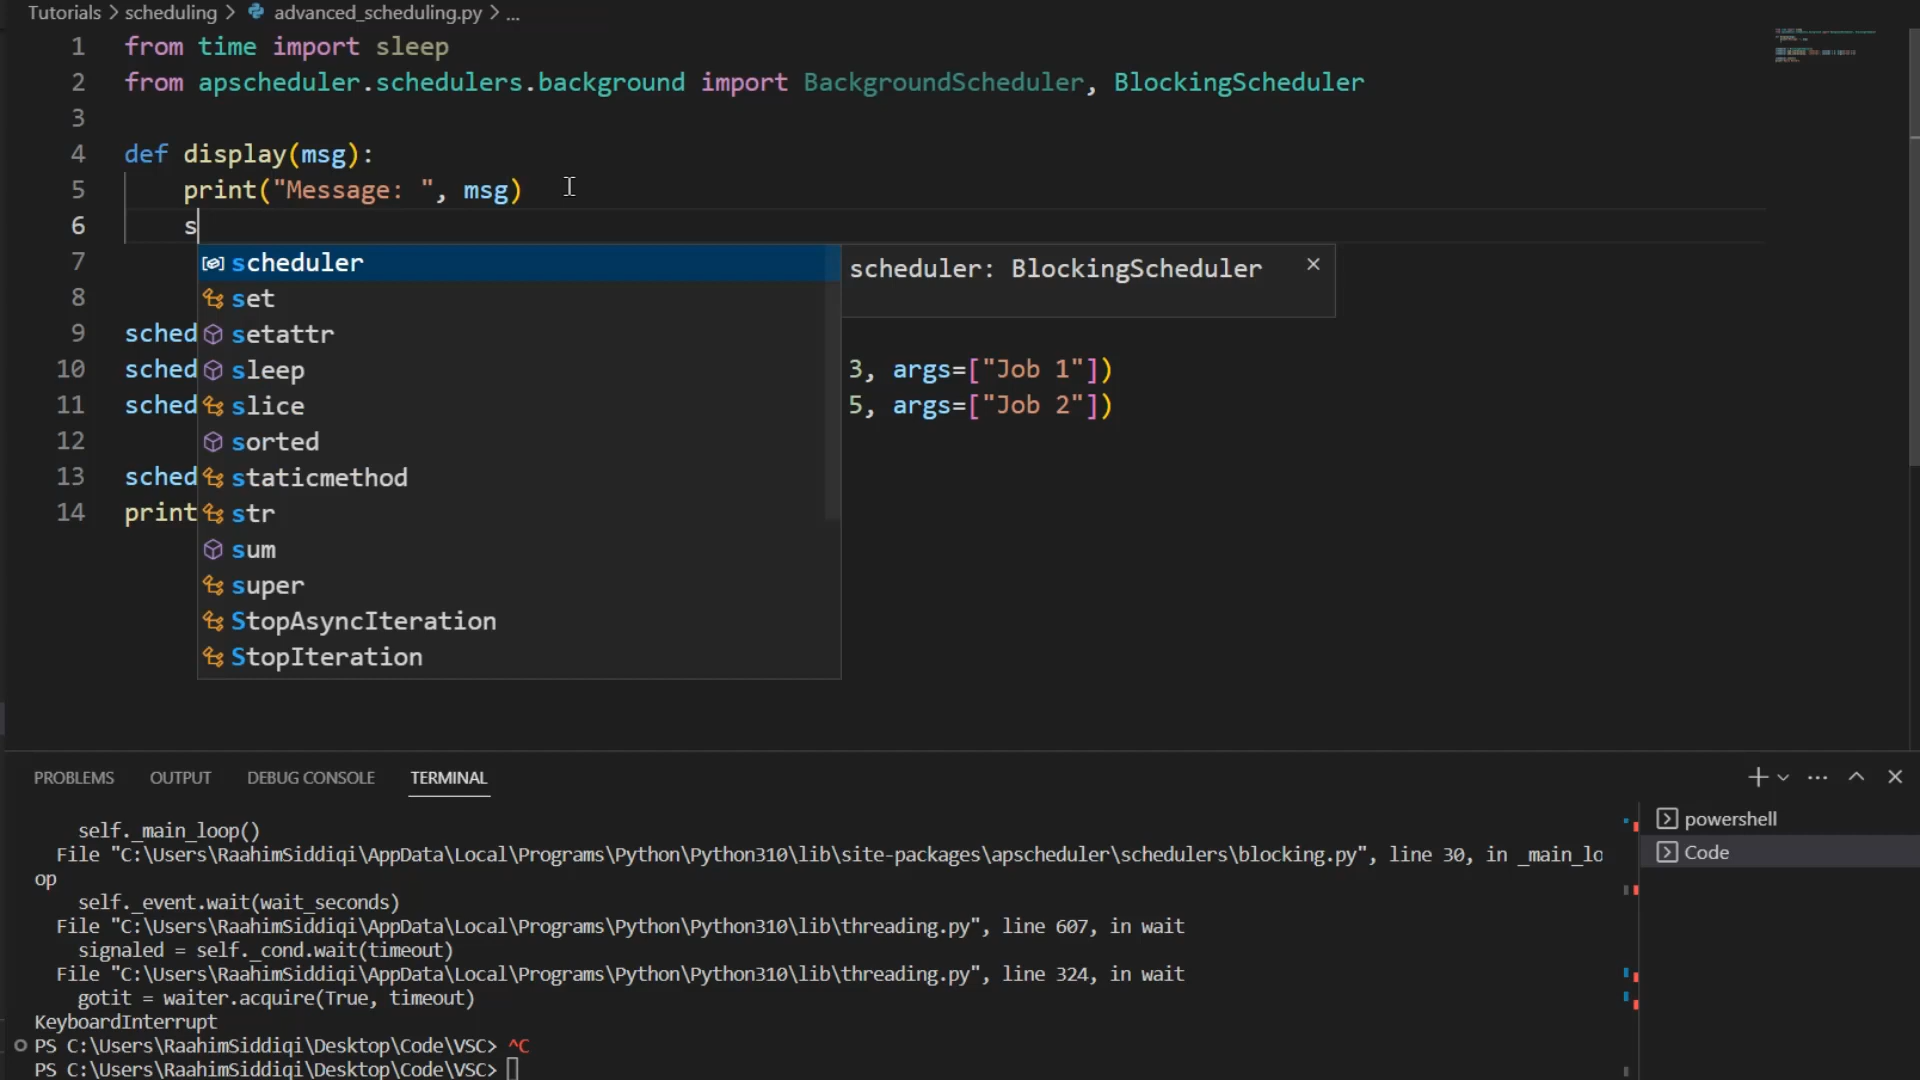 Tutorials > scheduling > advanced_scheduling.py > ...
1 from time import sleep
2 from apscheduler.schedulers.background import BackgroundScheduler, BlockingScheduler
3
4 def display(msg):
5 print("Message: ", msg)
6 s
7 scheduler
scheduler: BlockingScheduler ×
8 set
9 sched setattr
10 sched sleep 3, args=["Job 1"])
11 sched slice 5, args=["Job 2"])
12 sorted
13 sched staticmethod
14 print str
sum
super
StopAsyncIteration
StopIteration
PROBLEMS OUTPUT DEBUG CONSOLE TERMINAL
self._main_loop()
File "C:\Users\RaahimSiddiqi\AppData\Local\Programs\Python\Python310\lib\site-packages\apscheduler\schedulers\blocking.py", line 30, in _main_lo
op
self._event.wait(wait_seconds)
File "C:\Users\RaahimSiddiqi\AppData\Local\Programs\Python\Python310\lib\threading.py", line 607, in wait
signaled = self._cond.wait(timeout)
File "C:\Users\RaahimSiddiqi\AppData\Local\Programs\Python\Python310\lib\threading.py", line 324, in wait
gotit = waiter.acquire(True, timeout)
KeyboardInterrupt
PS C:\Users\RaahimSiddiqi\Desktop\Code\VSC> ^C
PS C:\Users\RaahimSiddiqi\Desktop\Code\VSC>
powershell
Code